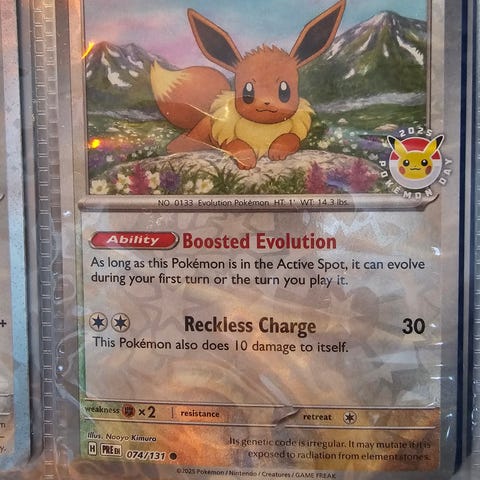 2025
POKÉMON DAY
NO. 0133 Evolution Pokémon HT: 1' WT: 14.3 lbs.
Ability Boosted Evolution
As long as this Pokémon is in the Active Spot, it can evolve
during your first turn or the turn you play it.
Reckless Charge 30
This Pokémon also does 10 damage to itself.
weakness ×2 resistance retreat
Illus. Naoyo Kimura
H PRE EN 074/131
Its genetic code is irregular. It may mutate if it is
exposed to radiation from element stones.
©2025 Pokémon / Nintendo / Creatures / GAME FREAK